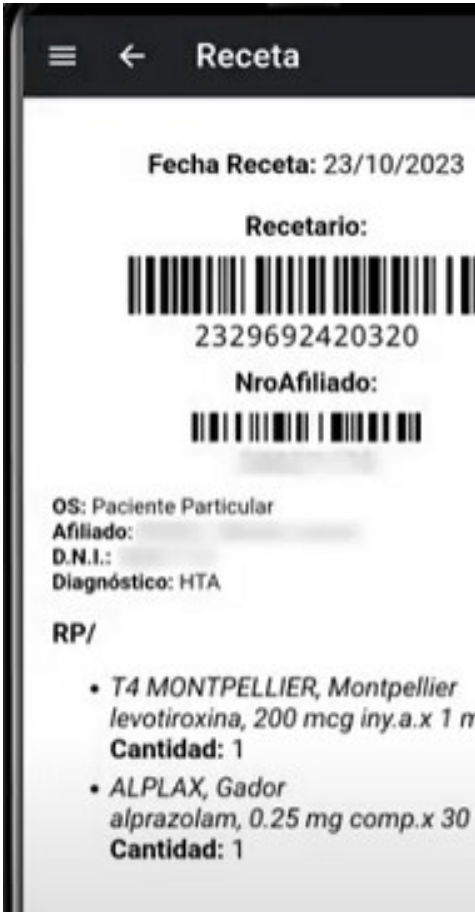 Receta
Fecha Receta: 23/10/2023
Recetario:
2329692420320
NroAfiliado:
OS: Paciente Particular
Afiliado:
D.N.I.:
Diagnóstico: HTA
RP/
• T4 MONTPELLIER, Montpellier
levotiroxina, 200 mcg iny.a.x 1 m
Cantidad: 1
• ALPLAX, Gador
alprazolam, 0.25 mg comp.x 30
Cantidad: 1